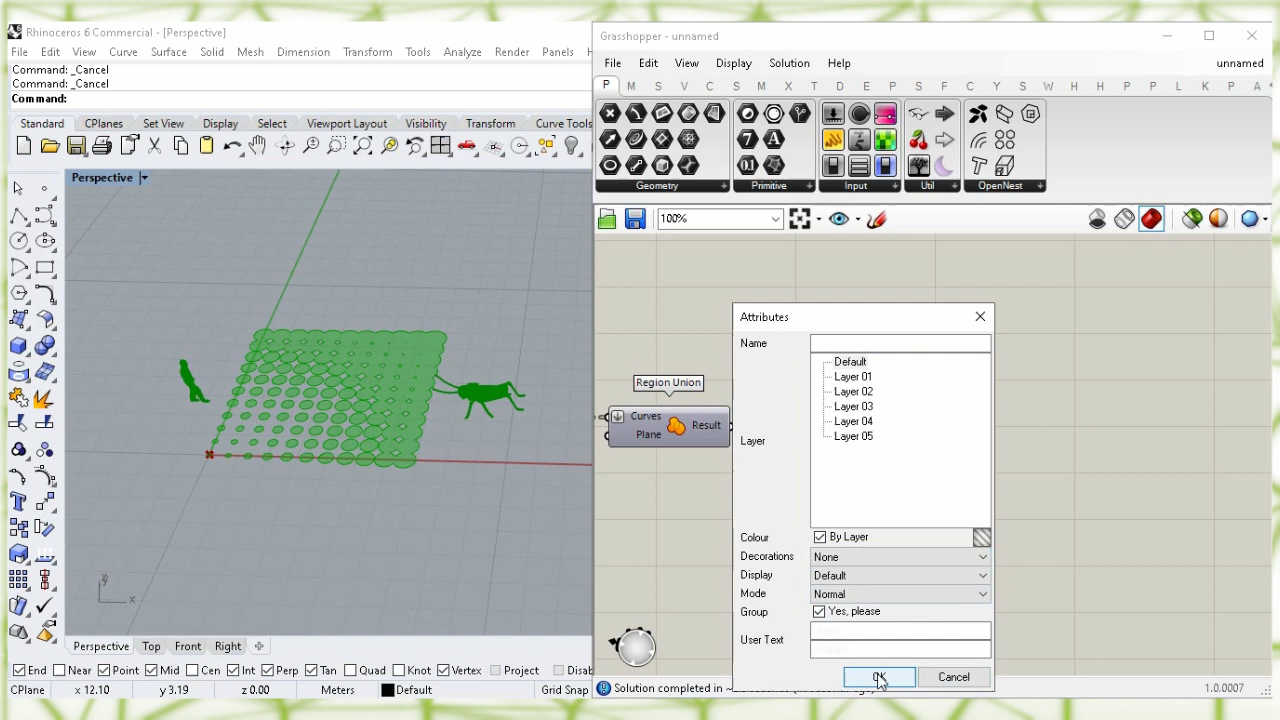 Rhinoceros 6 Commercial - [Perspective]
File Edit View Curve Surface Solid Mesh Dimension Transform Tools Analyze Render Panels
Command: _Cancel
Command: _Cancel
Command:
Standard CPlanes Set View Display Select Viewport Layout Visibility Transform Curve Tools
Perspective
y
x
Perspective Top Front Right
End Near Point Mid Cen Int Perp Tan Quad Knot Vertex Project Disab
CPlane x 12.10 y 3.19 z 0.00 Meters Default Grid Snap
Grasshopper - unnamed
File Edit View Display Solution Help unnamed
P M S V C S M I T D E P U S F C Y S W H H P P L K P A
Geometry Primitive Input Util OpenNest
100%
Region Union
Curves
Plane
Result
Attributes
Name
Default
Layer 01
Layer 02
Layer 03
Layer 04
Layer 05
Layer
Colour By Layer
Decorations None
Display Default
Mode Normal
Group Yes, please
User Text
OK Cancel
Solution completed in
1.0.0007